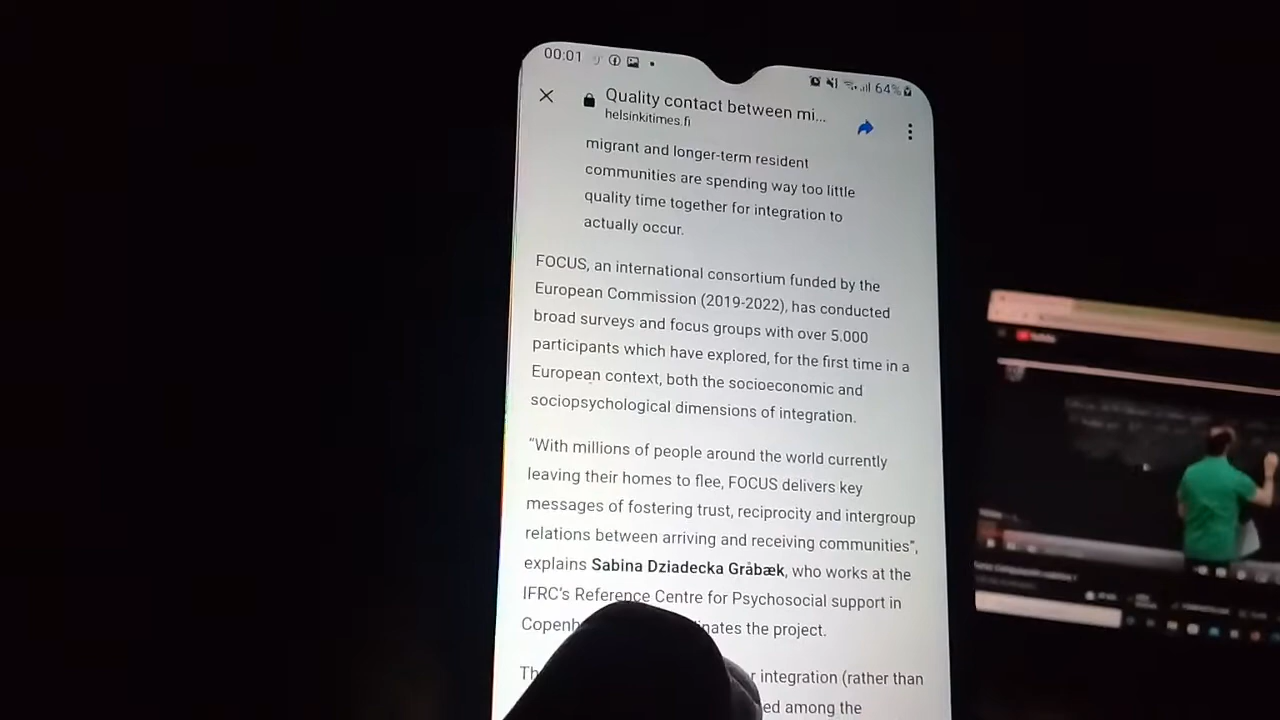 00:01
64%
Quality contact between mi...
helsinkitimes.fi
migrant and longer-term resident
communities are spending way too little
quality time together for integration to
actually occur.
FOCUS, an international consortium funded by the
European Commission (2019-2022), has conducted
broad surveys and focus groups with over 5.000
participants which have explored, for the first time in a
European context, both the socioeconomic and
sociopsychological dimensions of integration.
“With millions of people around the world currently
leaving their homes to flee, FOCUS delivers key
messages of fostering trust, reciprocity and intergroup
relations between arriving and receiving communities”,
explains Sabina Dziadecka Gråbæk, who works at the
IFRC’s Reference Centre for Psychosocial support in
the project.
integration (rather than
among the